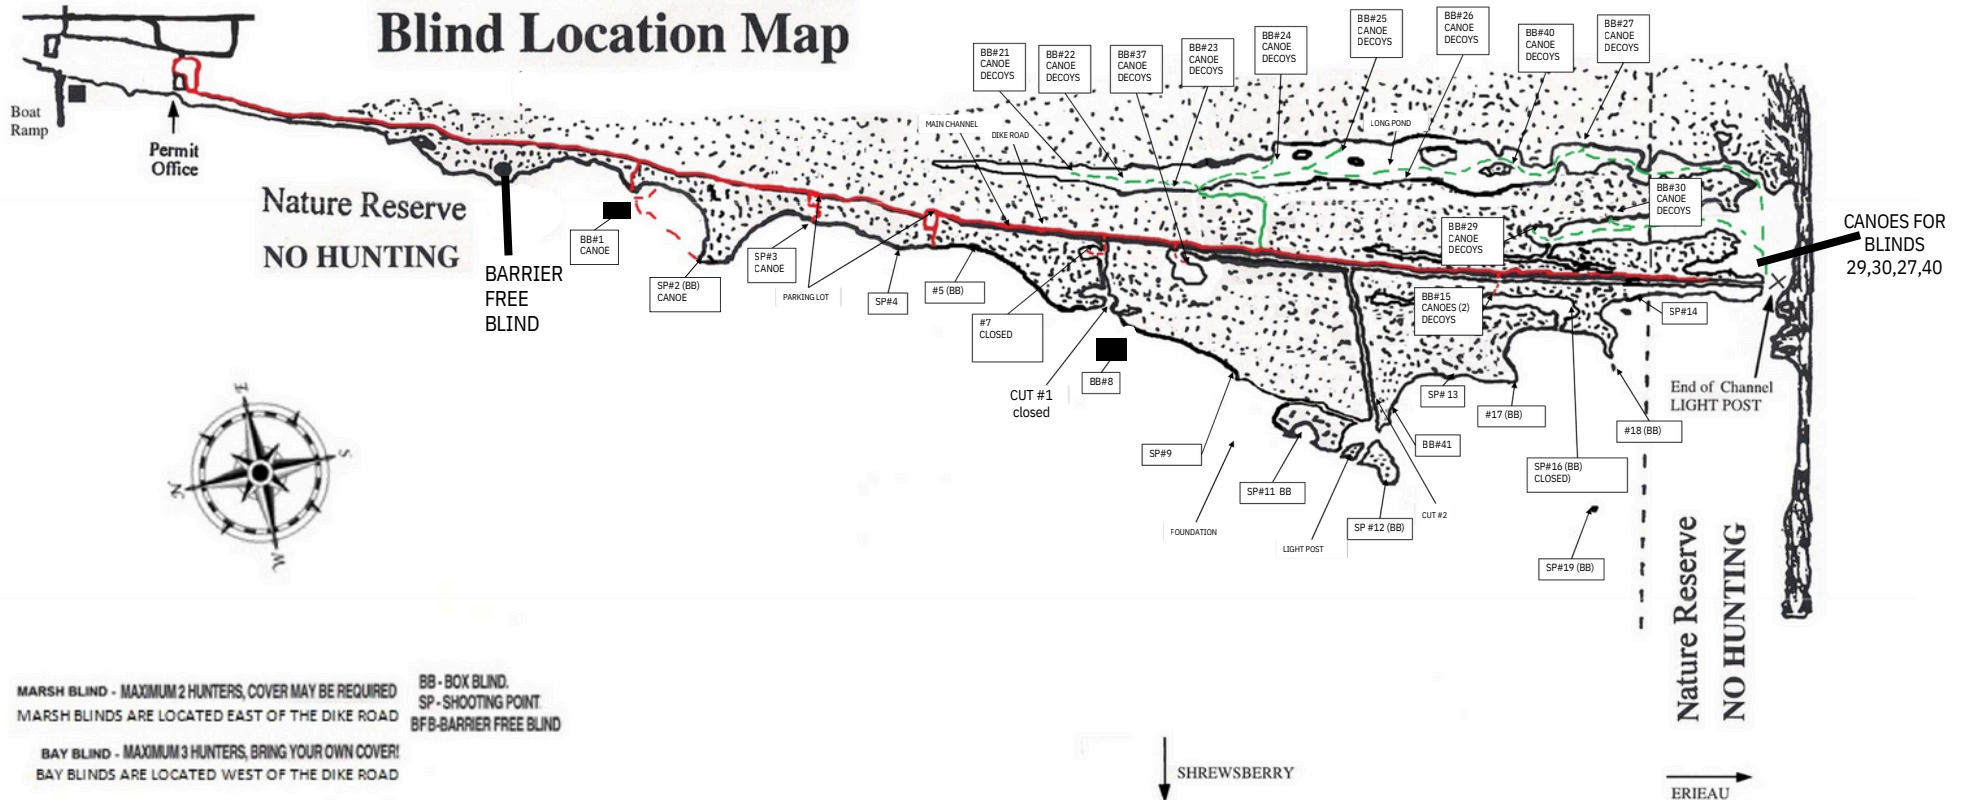 Blind Location Map
Boat
Ramp
Permit
Office
Nature Reserve
NO HUNTING
BARRIER
FREE
BLIND
BB#1
CANOE
SP#2 (BB)
CANOE
SP#3
CANOE
PARKING LOT
SP#4
#5 (BB)
#7
CLOSED
CUT #1
closed
BB#8
MAIN CHANNEL
DIKE ROAD
BB#21
CANOE
DECOYS
BB#22
CANOE
DECOYS
BB#37
CANOE
DECOYS
BB#23
CANOE
DECOYS
BB#24
CANOE
DECOYS
BB#25
CANOE
DECOYS
BB#26
CANOE
DECOYS
BB#40
CANOE
DECOYS
BB#27
CANOE
DECOYS
LONG POND
BB#30
CANOE
DECOYS
BB#29
CANOE
DECOYS
BB#15
CANOES (2)
DECOYS
SP#14
CANOES FOR
BLINDS
29,30,27,40
End of Channel
LIGHT POST
SP#9
FOUNDATION
SP#11 BB
LIGHT POST
SP #12 (BB)
CUT #2
BB#41
SP# 13
#17 (BB)
SP#16 (BB)
CLOSED)
#18 (BB)
SP#19 (BB)
Nature Reserve
NO HUNTING
E
S
N
W
MARSH BLIND - MAXIMUM 2 HUNTERS, COVER MAY BE REQUIRED
MARSH BLINDS ARE LOCATED EAST OF THE DIKE ROAD
BAY BLIND - MAXIMUM 3 HUNTERS, BRING YOUR OWN COVER!
BAY BLINDS ARE LOCATED WEST OF THE DIKE ROAD
BB - BOX BLIND.
SP - SHOOTING POINT.
BFB-BARRIER FREE BLIND
SHREWSBERRY
ERIEAU